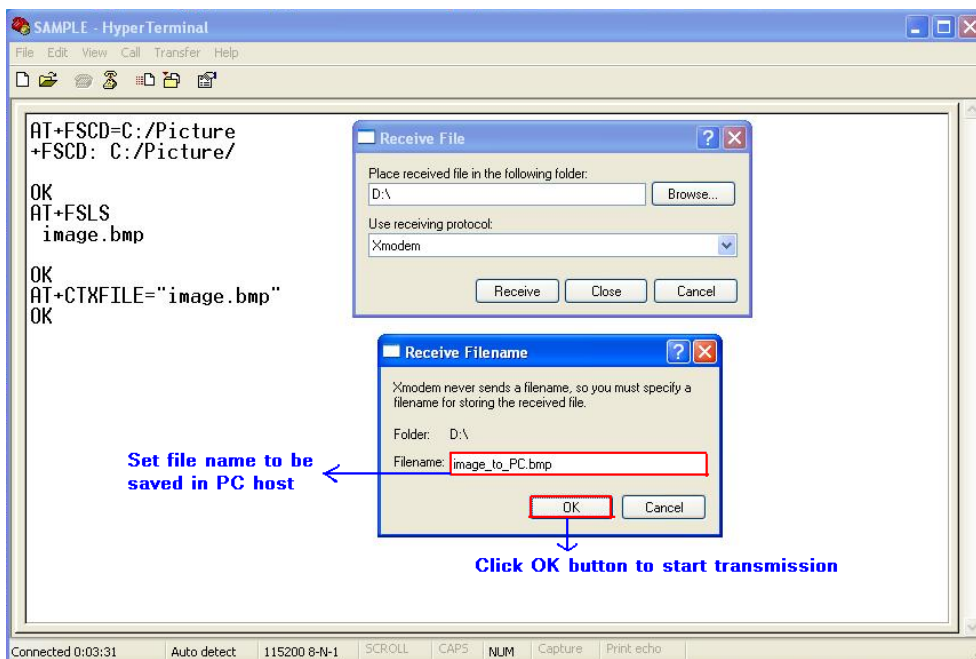 SAMPLE - HyperTerminal
File Edit View Call Transfer Help
AT+FSCD=C:/Picture
+FSCD: C:/Picture/
OK
AT+FSLS
image.bmp
OK
AT+CTXFILE="image.bmp"
OK
Receive File
Place received file in the following folder:
D:\
Browse...
Use receiving protocol:
Xmodem
Receive Close Cancel
Receive Filename
Xmodem never sends a filename, so you must specify a
filename for storing the received file.
Folder: D:\
Filename: image_to_PC.bmp
OK Cancel
Set file name to be
saved in PC host
Click OK button to start transmission
Connected 0:03:31 Auto detect 115200 8-N-1 SCROLL CAPS NUM Capture Print echo